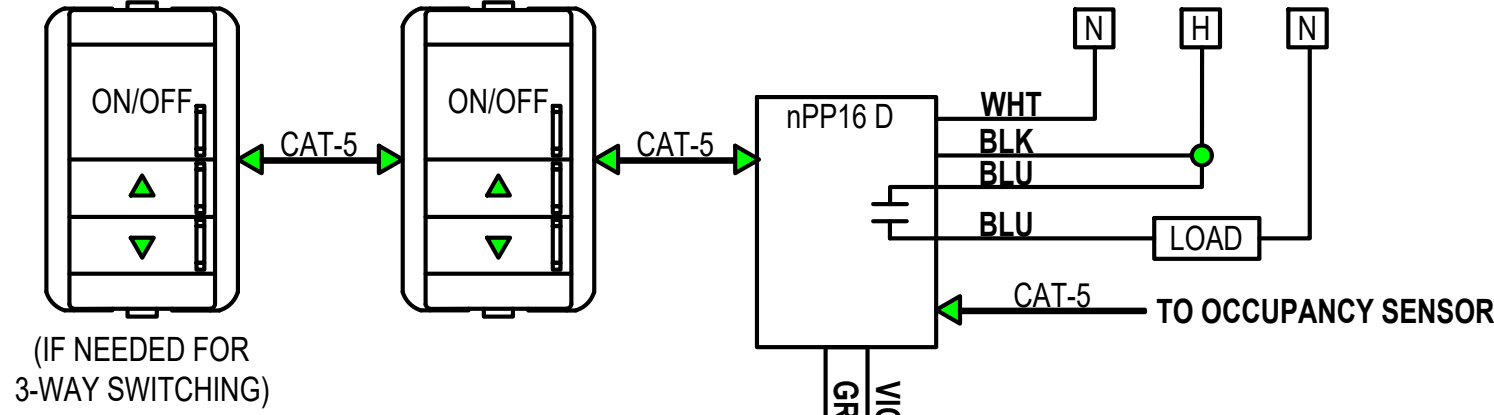 N H N
ON/OFF ON/OFF
CAT-5 CAT-5
nPP16 D
WHT
BLK
BLU
BLU
LOAD
CAT-5 TO OCCUPANCY SENSOR
(IF NEEDED FOR
3-WAY SWITCHING)